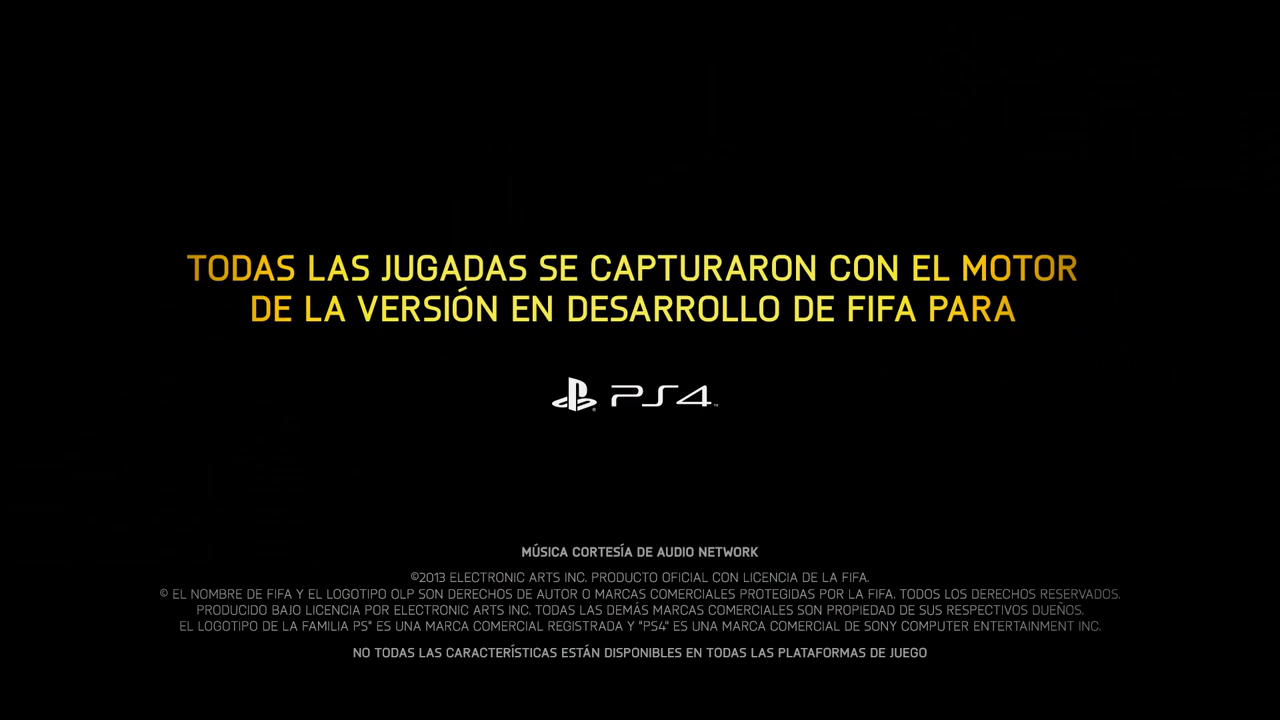 TODAS LAS JUGADAS SE CAPTURARON CON EL MOTOR
DE LA VERSIÓN EN DESARROLLO DE FIFA PARA
PS4™
MÚSICA CORTESÍA DE AUDIO NETWORK
©2013 ELECTRONIC ARTS INC. PRODUCTO OFICIAL CON LICENCIA DE LA FIFA.
© EL NOMBRE DE FIFA Y EL LOGOTIPO OLP SON DERECHOS DE AUTOR O MARCAS COMERCIALES PROTEGIDAS POR LA FIFA. TODOS LOS DERECHOS RESERVADOS.
PRODUCIDO BAJO LICENCIA POR ELECTRONIC ARTS INC. TODAS LAS DEMÁS MARCAS COMERCIALES SON PROPIEDAD DE SUS RESPECTIVOS DUEÑOS.
EL LOGOTIPO DE LA FAMILIA PS" ES UNA MARCA COMERCIAL REGISTRADA Y "PS4" ES UNA MARCA COMERCIAL DE SONY COMPUTER ENTERTAINMENT INC.
NO TODAS LAS CARACTERÍSTICAS ESTÁN DISPONIBLES EN TODAS LAS PLATAFORMAS DE JUEGO